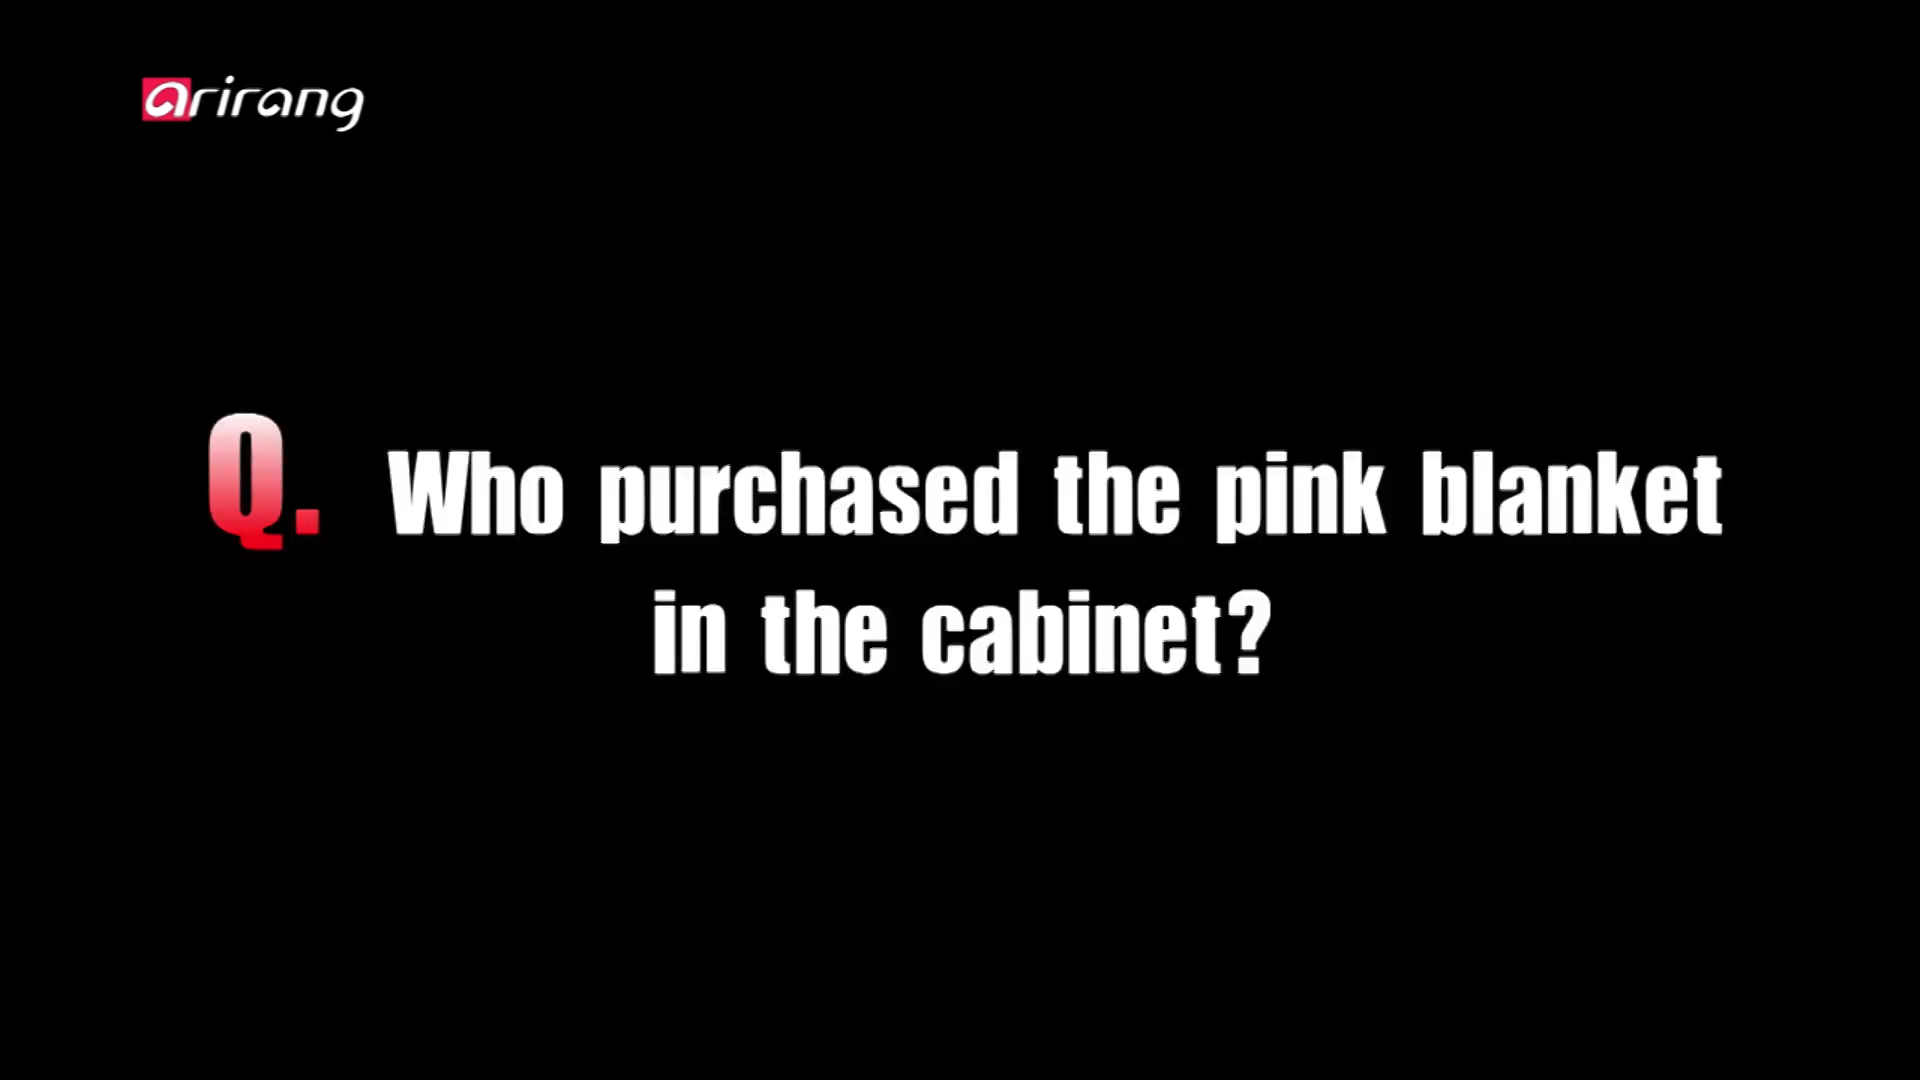 arirang
Q. Who purchased the pink blanket
in the cabinet?